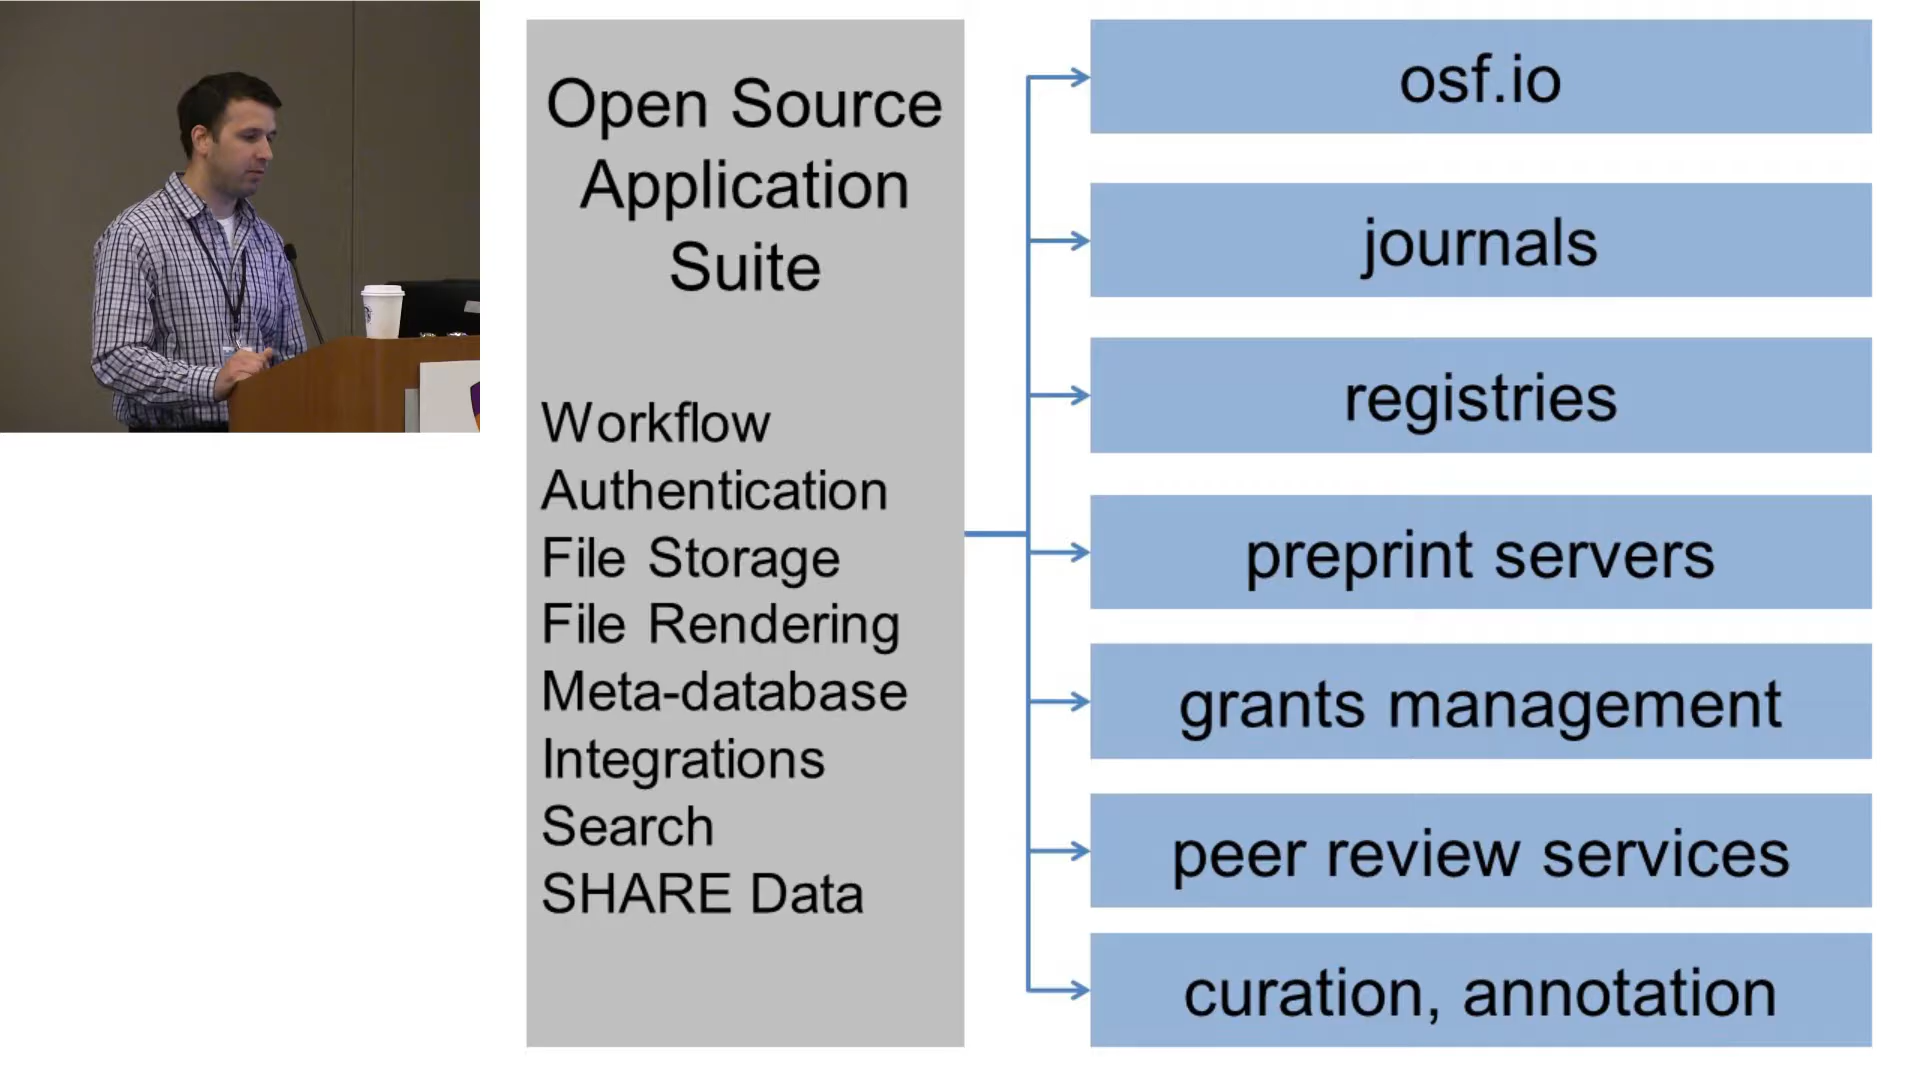 Open Source
Application
Suite
Workflow
Authentication
File Storage
File Rendering
Meta-database
Integrations
Search
SHARE Data
osf.io
journals
registries
preprint servers
grants management
peer review services
curation, annotation